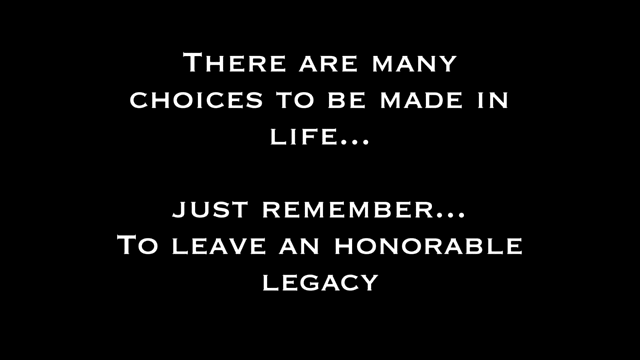 There are many
choices to be made in
life...
just remember...
To leave an honorable
legacy